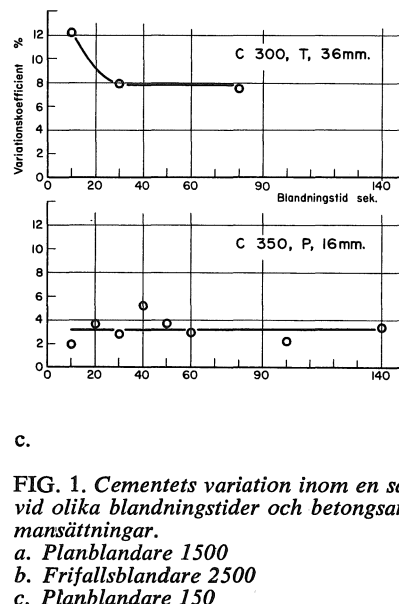 Variationskoefficient %
12
10
8
6
4
2
0
C 300, T, 36mm.
0 20 40 60 90 140
Blandningstid sek.
12
10
8
6
4
2
0
C 350, P, 16mm.
0 20 40 60 90 140
c.
FIG. 1. Cementets variation inom en
vid olika blandningstider och
mansättningar.
a. Planblandare 1500
b. Frifallsblandare 2500
c. Planblandare 150